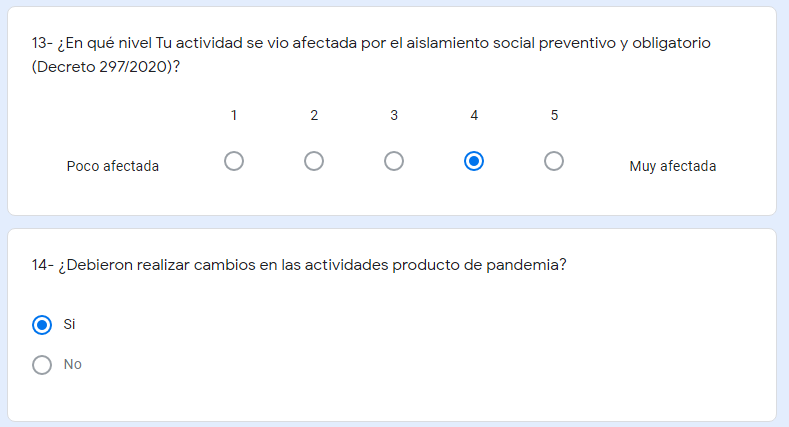 13- ¿En qué nivel Tu actividad se vio afectada por el aislamiento social preventivo y obligatorio
(Decreto 297/2020)?
1 2 3 4 5
Poco afectada Muy afectada
14- ¿Debieron realizar cambios en las actividades producto de pandemia?
Si
No